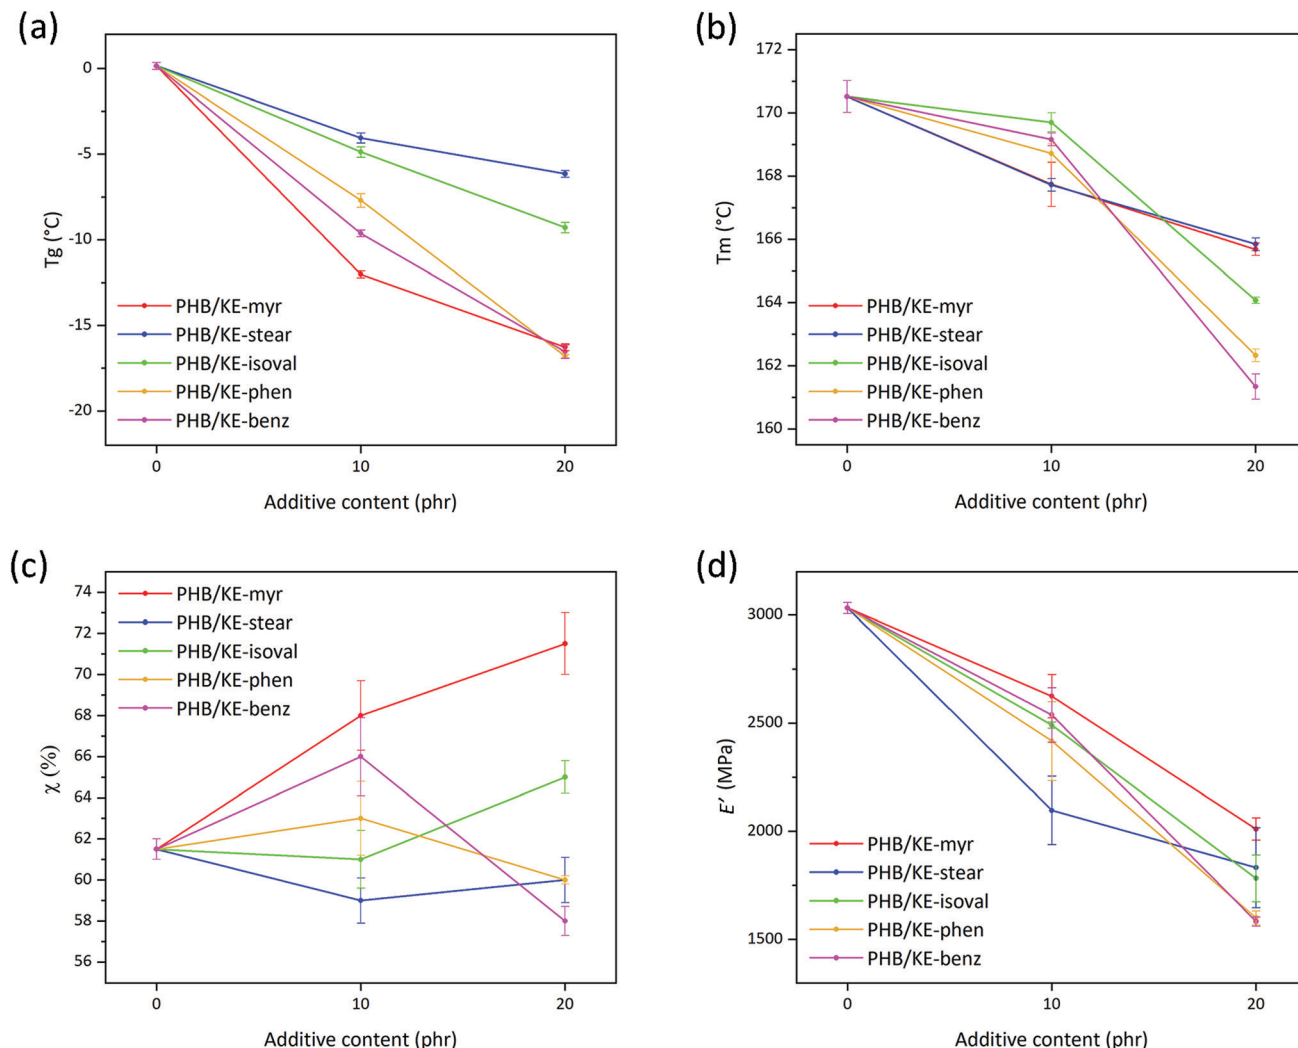 (a)
0
-5
-10
-15
-20
Tg (°C)
PHB/KE-myr
PHB/KE-stear
PHB/KE-isoval
PHB/KE-phen
PHB/KE-benz
0 10 20
Additive content (phr)
(b)
172
170
168
166
164
162
160
Tm (°C)
PHB/KE-myr
PHB/KE-stear
PHB/KE-isoval
PHB/KE-phen
PHB/KE-benz
0 10 20
Additive content (phr)
(c)
74
72
70
68
66
64
62
60
58
56
χ (%)
PHB/KE-myr
PHB/KE-stear
PHB/KE-isoval
PHB/KE-phen
PHB/KE-benz
0 10 20
Additive content (phr)
(d)
3000
2500
2000
1500
E' (MPa)
PHB/KE-myr
PHB/KE-stear
PHB/KE-isoval
PHB/KE-phen
PHB/KE-benz
0 10 20
Additive content (phr)